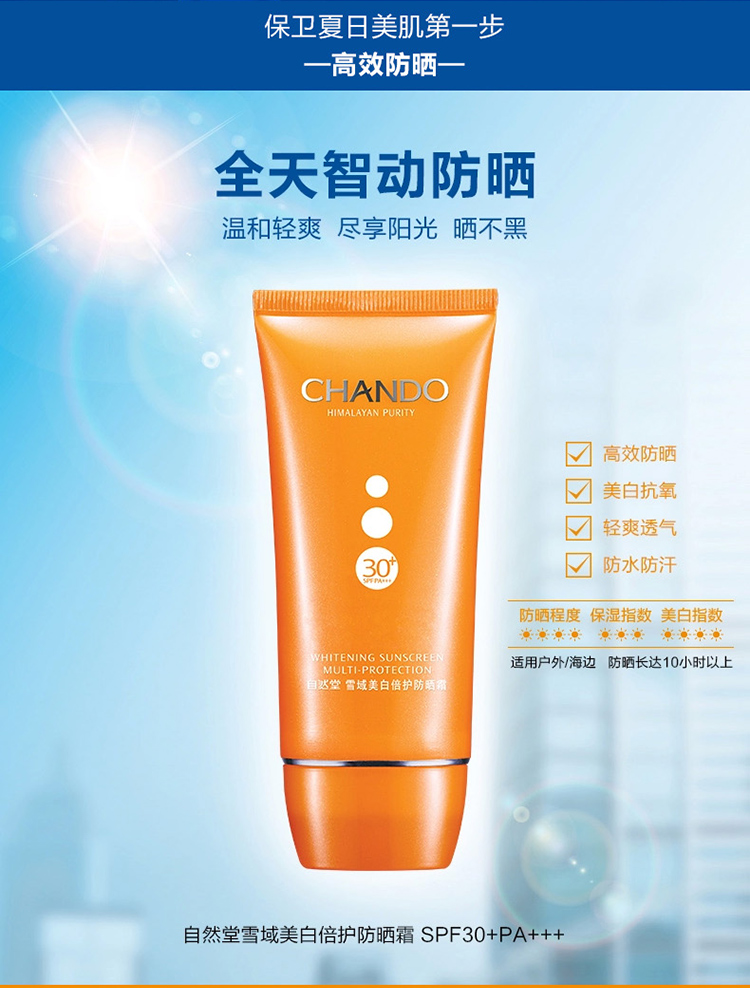 保卫夏日美肌第一步
—高效防晒—
全天智动防晒
温和轻爽 尽享阳光 晒不黑
CHANDO
HIMALAYAN PURITY
30+
SPF PA+++
WHITENING SUNSCREEN
MULTI-PROTECTION
自然堂 雪域美白倍护防晒霜
高效防晒
美白抗氧
轻爽透气
防水防汗
防晒程度 保湿指数 美白指数
适用户外/海边 防晒长达10小时以上
自然堂雪域美白倍护防晒霜 SPF30+PA+++